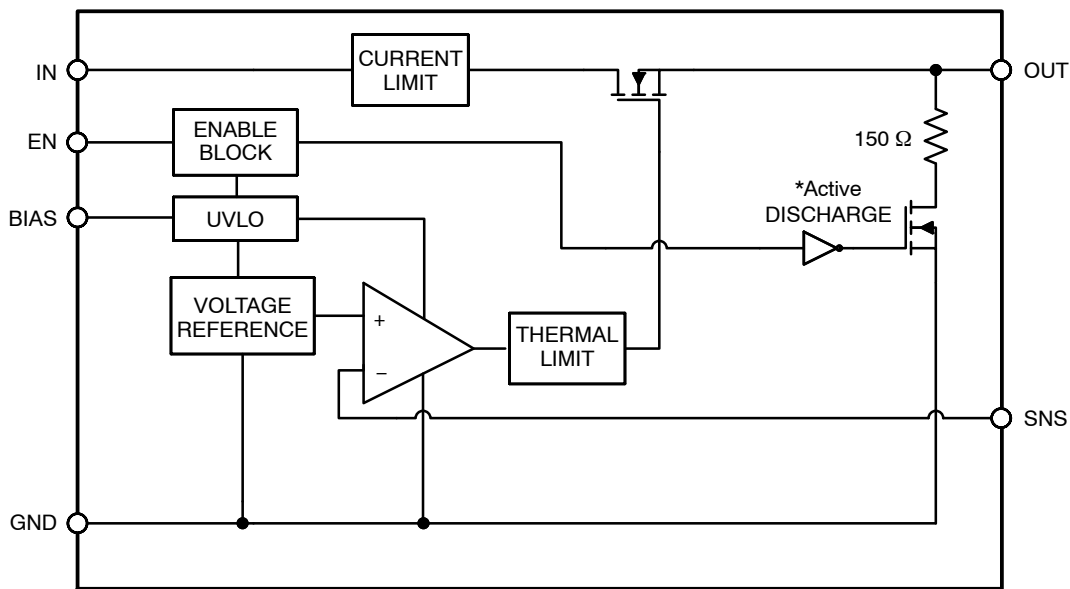 IN
CURRENT
LIMIT
OUT
EN
ENABLE
BLOCK
150 Ω
*Active
DISCHARGE
BIAS
UVLO
VOLTAGE
REFERENCE
+
–
THERMAL
LIMIT
SNS
GND